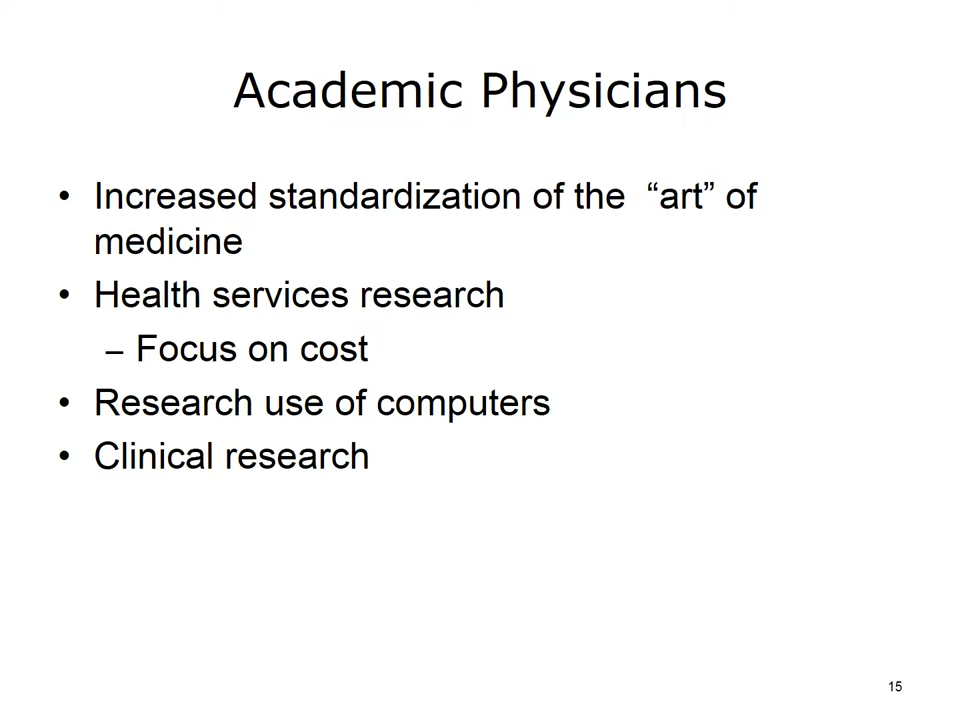 Academic Physicians
• Increased standardization of the “art” of
medicine
• Health services research
– Focus on cost
• Research use of computers
• Clinical research
15